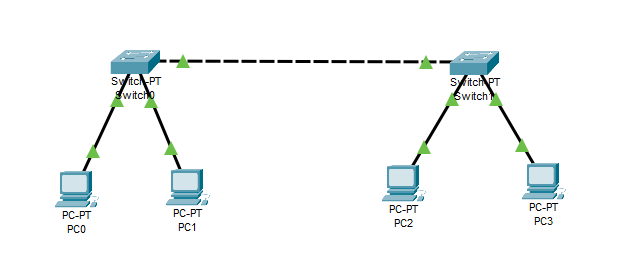 Switch-PT
Switch0
Switch-PT
Switch1
PC-PT
PC0
PC-PT
PC1
PC-PT
PC2
PC-PT
PC3